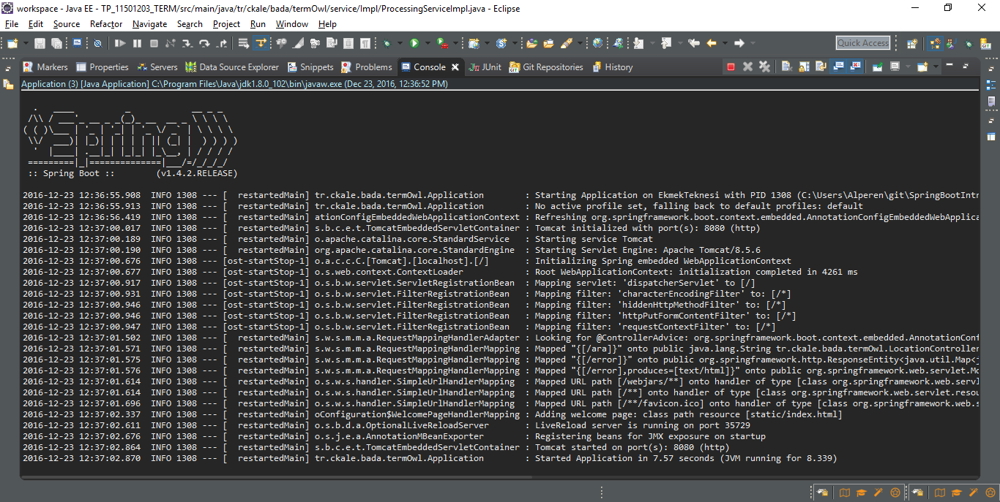 workspace - Java EE - TP_11501203_TERM/src/main/java/tr/ckale/bada/termOwl/service/Impl/ProcessingServiceImpl.java - Eclipse
File Edit Source Refactor Navigate Search Project Run Window Help
Quick Access
Markers Properties Servers Data Source Explorer Snippets Problems Console JUnit Git Repositories History
Application (3) [Java Application] C:\Program Files\Java\jdk1.8.0_102\bin\javaw.exe (Dec 23, 2016, 12:36:52 PM)
Spring
:: Spring Boot :: (v1.4.2.RELEASE)
2016-12-23 12:36:55.908 INFO 1308 --- [ restartedMain] tr.ckale.bada.termOwl.Application : Starting Application on EkmekTeknesi with PID 1308 (C:\Users\Alperen\git\SpringBootIntr
2016-12-23 12:36:55.913 INFO 1308 --- [ restartedMain] tr.ckale.bada.termOwl.Application : No active profile set, falling back to default profiles: default
2016-12-23 12:36:56.419 INFO 1308 --- [ restartedMain] ationConfigEmbeddedWebApplicationContext : Refreshing org.springframework.boot.context.embedded.AnnotationConfigEmbeddedWebApplica
2016-12-23 12:37:00.017 INFO 1308 --- [ restartedMain] s.b.c.e.t.TomcatEmbeddedServletContainer : Tomcat initialized with port(s): 8080 (http)
2016-12-23 12:37:00.189 INFO 1308 --- [ restartedMain] o.apache.catalina.core.StandardService : Starting service Tomcat
2016-12-23 12:37:00.190 INFO 1308 --- [ restartedMain] org.apache.catalina.core.StandardEngine : Starting Servlet Engine: Apache Tomcat/8.5.6
2016-12-23 12:37:00.676 INFO 1308 --- [ost-startStop-1] o.a.c.c.C.[Tomcat].[localhost].[/] : Initializing Spring embedded WebApplicationContext
2016-12-23 12:37:00.677 INFO 1308 --- [ost-startStop-1] o.s.web.context.ContextLoader : Root WebApplicationContext: initialization completed in 4261 ms
2016-12-23 12:37:00.917 INFO 1308 --- [ost-startStop-1] o.s.b.w.servlet.ServletRegistrationBean : Mapping servlet: 'dispatcherServlet' to [/]
2016-12-23 12:37:00.931 INFO 1308 --- [ost-startStop-1] o.s.b.w.servlet.FilterRegistrationBean : Mapping filter: 'characterEncodingFilter' to: [/*]
2016-12-23 12:37:00.946 INFO 1308 --- [ost-startStop-1] o.s.b.w.servlet.FilterRegistrationBean : Mapping filter: 'hiddenHttpMethodFilter' to: [/*]
2016-12-23 12:37:00.946 INFO 1308 --- [ost-startStop-1] o.s.b.w.servlet.FilterRegistrationBean : Mapping filter: 'httpPutFormContentFilter' to: [/*]
2016-12-23 12:37:00.947 INFO 1308 --- [ost-startStop-1] o.s.b.w.servlet.FilterRegistrationBean : Mapping filter: 'requestContextFilter' to: [/*]
2016-12-23 12:37:01.502 INFO 1308 --- [ restartedMain] s.w.s.m.m.a.RequestMappingHandlerAdapter : Looking for @ControllerAdvice: org.springframework.boot.context.embedded.AnnotationConf
2016-12-23 12:37:01.571 INFO 1308 --- [ restartedMain] s.w.s.m.m.a.RequestMappingHandlerMapping : Mapped "{[/ara]}" onto public java.lang.String tr.ckale.bada.termOwl.LocationController
2016-12-23 12:37:01.575 INFO 1308 --- [ restartedMain] s.w.s.m.m.a.RequestMappingHandlerMapping : Mapped "{[/error]}" onto public org.springframework.http.ResponseEntity<java.util.Map<j
2016-12-23 12:37:01.576 INFO 1308 --- [ restartedMain] s.w.s.m.m.a.RequestMappingHandlerMapping : Mapped "{[/error],produces=[text/html]}" onto public org.springframework.web.servlet.Mo
2016-12-23 12:37:01.614 INFO 1308 --- [ restartedMain] o.s.w.s.handler.SimpleUrlHandlerMapping : Mapped URL path [/webjars/**] onto handler of type [class org.springframework.web.servl
2016-12-23 12:37:01.614 INFO 1308 --- [ restartedMain] o.s.w.s.handler.SimpleUrlHandlerMapping : Mapped URL path [/**] onto handler of type [class org.springframework.web.servlet.resou
2016-12-23 12:37:01.696 INFO 1308 --- [ restartedMain] o.s.w.s.handler.SimpleUrlHandlerMapping : Mapped URL path [/**/favicon.ico] onto handler of type [class org.springframework.web.s
2016-12-23 12:37:02.337 INFO 1308 --- [ restartedMain] oConfiguration$WelcomePageHandlerMapping : Adding welcome page: class path resource [static/index.html]
2016-12-23 12:37:02.611 INFO 1308 --- [ restartedMain] o.s.b.d.a.OptionalLiveReloadServer : LiveReload server is running on port 35729
2016-12-23 12:37:02.676 INFO 1308 --- [ restartedMain] o.s.j.e.a.AnnotationMBeanExporter : Registering beans for JMX exposure on startup
2016-12-23 12:37:02.864 INFO 1308 --- [ restartedMain] s.b.c.e.t.TomcatEmbeddedServletContainer : Tomcat started on port(s): 8080 (http)
2016-12-23 12:37:02.870 INFO 1308 --- [ restartedMain] tr.ckale.bada.termOwl.Application : Started Application in 7.57 seconds (JVM running for 8.339)